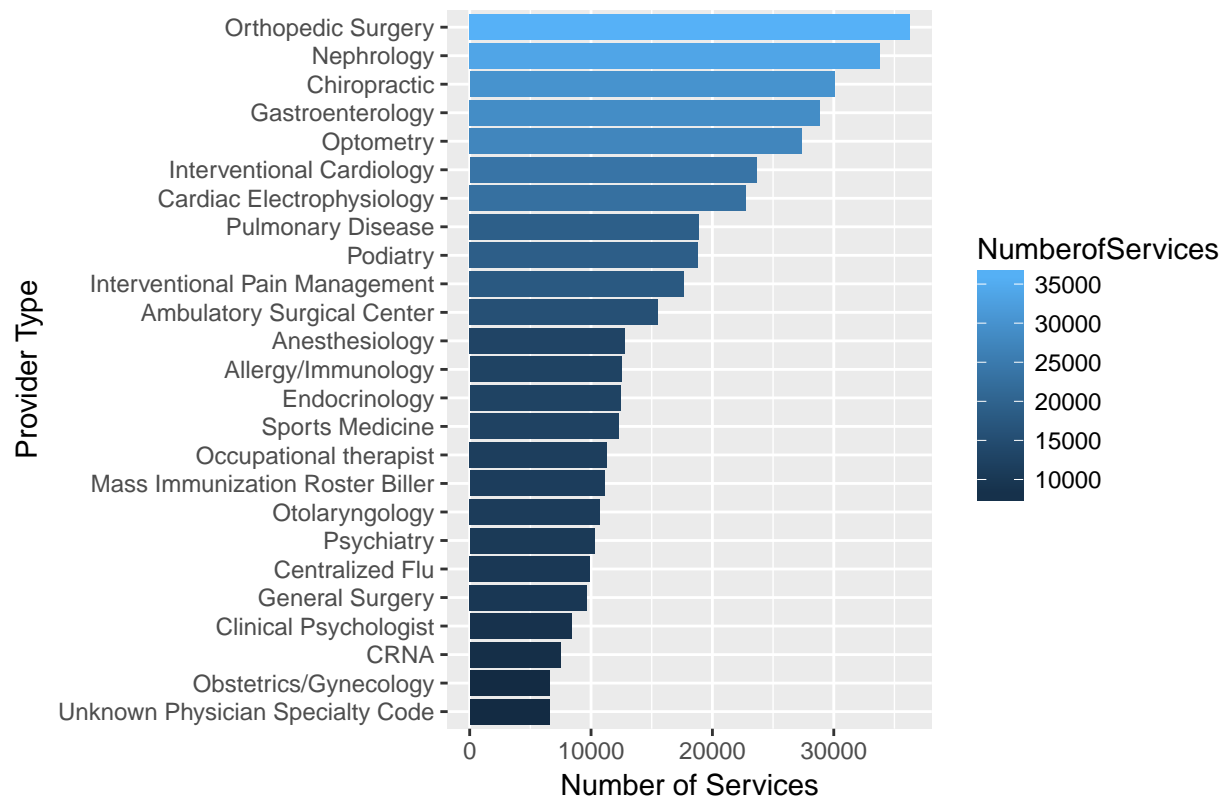 Orthopedic Surgery
Nephrology
Chiropractic
Gastroenterology
Optometry
Interventional Cardiology
Cardiac Electrophysiology
Pulmonary Disease
Podiatry
Interventional Pain Management
Ambulatory Surgical Center
Anesthesiology
Allergy/Immunology
Endocrinology
Sports Medicine
Occupational therapist
Mass Immunization Roster Biller
Otolaryngology
Psychiatry
Centralized Flu
General Surgery
Clinical Psychologist
CRNA
Obstetrics/Gynecology
Unknown Physician Specialty Code
Provider Type
0 10000 20000 30000
Number of Services
NumberofServices
35000
30000
25000
20000
15000
10000